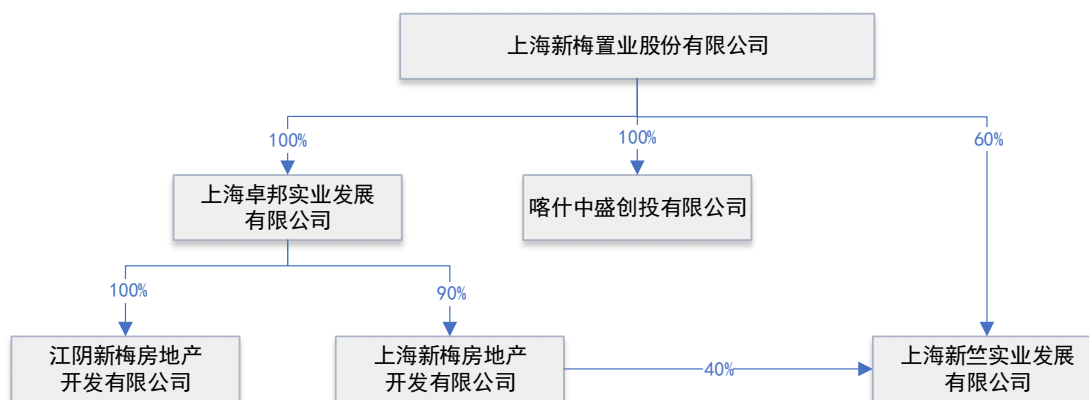 上海新梅置业股份有限公司
100%
100%
60%
上海卓邦实业发展
有限公司
喀什中盛创投有限公司
100%
90%
江阴新梅房地产
开发有限公司
上海新梅房地产
开发有限公司
40%
上海新竺实业发展
有限公司